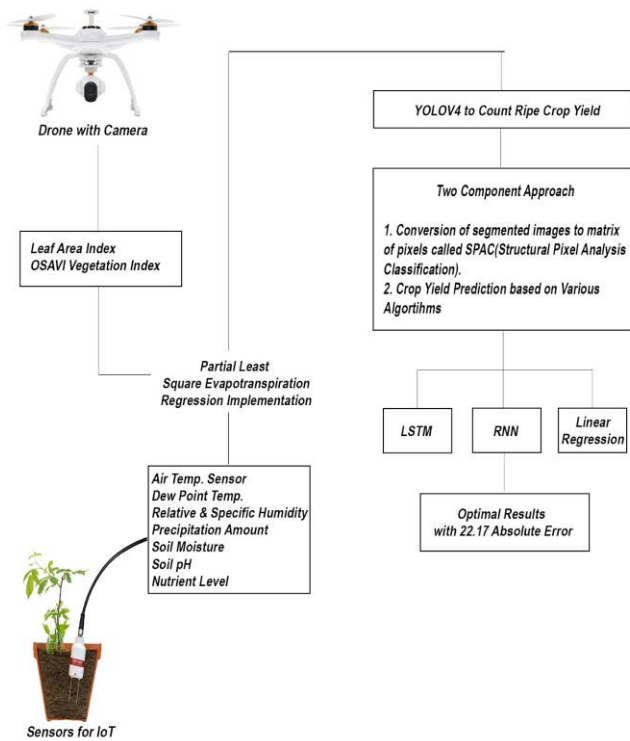 Drone with Camera
Leaf Area Index
OSAVI Vegetation Index
Partial Least
Square Evapotranspiration
Regression Implementation
Air Temp. Sensor
Dew Point Temp.
Relative & Specific Humidity
Precipitation Amount
Soil Moisture
Soil pH
Nutrient Level
Sensors for IoT
YOLOV4 to Count Ripe Crop Yield
Two Component Approach
1. Conversion of segmented images to matrix
of pixels called SPAC(Structural Pixel Analysis
Classification).
2. Crop Yield Prediction based on Various
Algortihms
LSTM
RNN
Linear
Regression
Optimal Results
with 22.17 Absolute Error